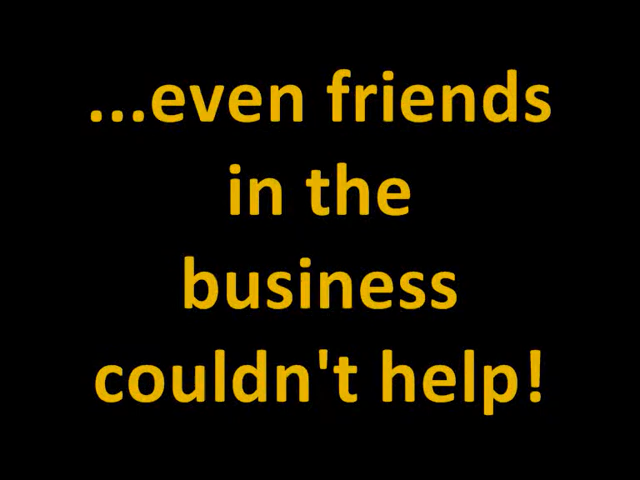 ...even friends
in the
business
couldn't help!